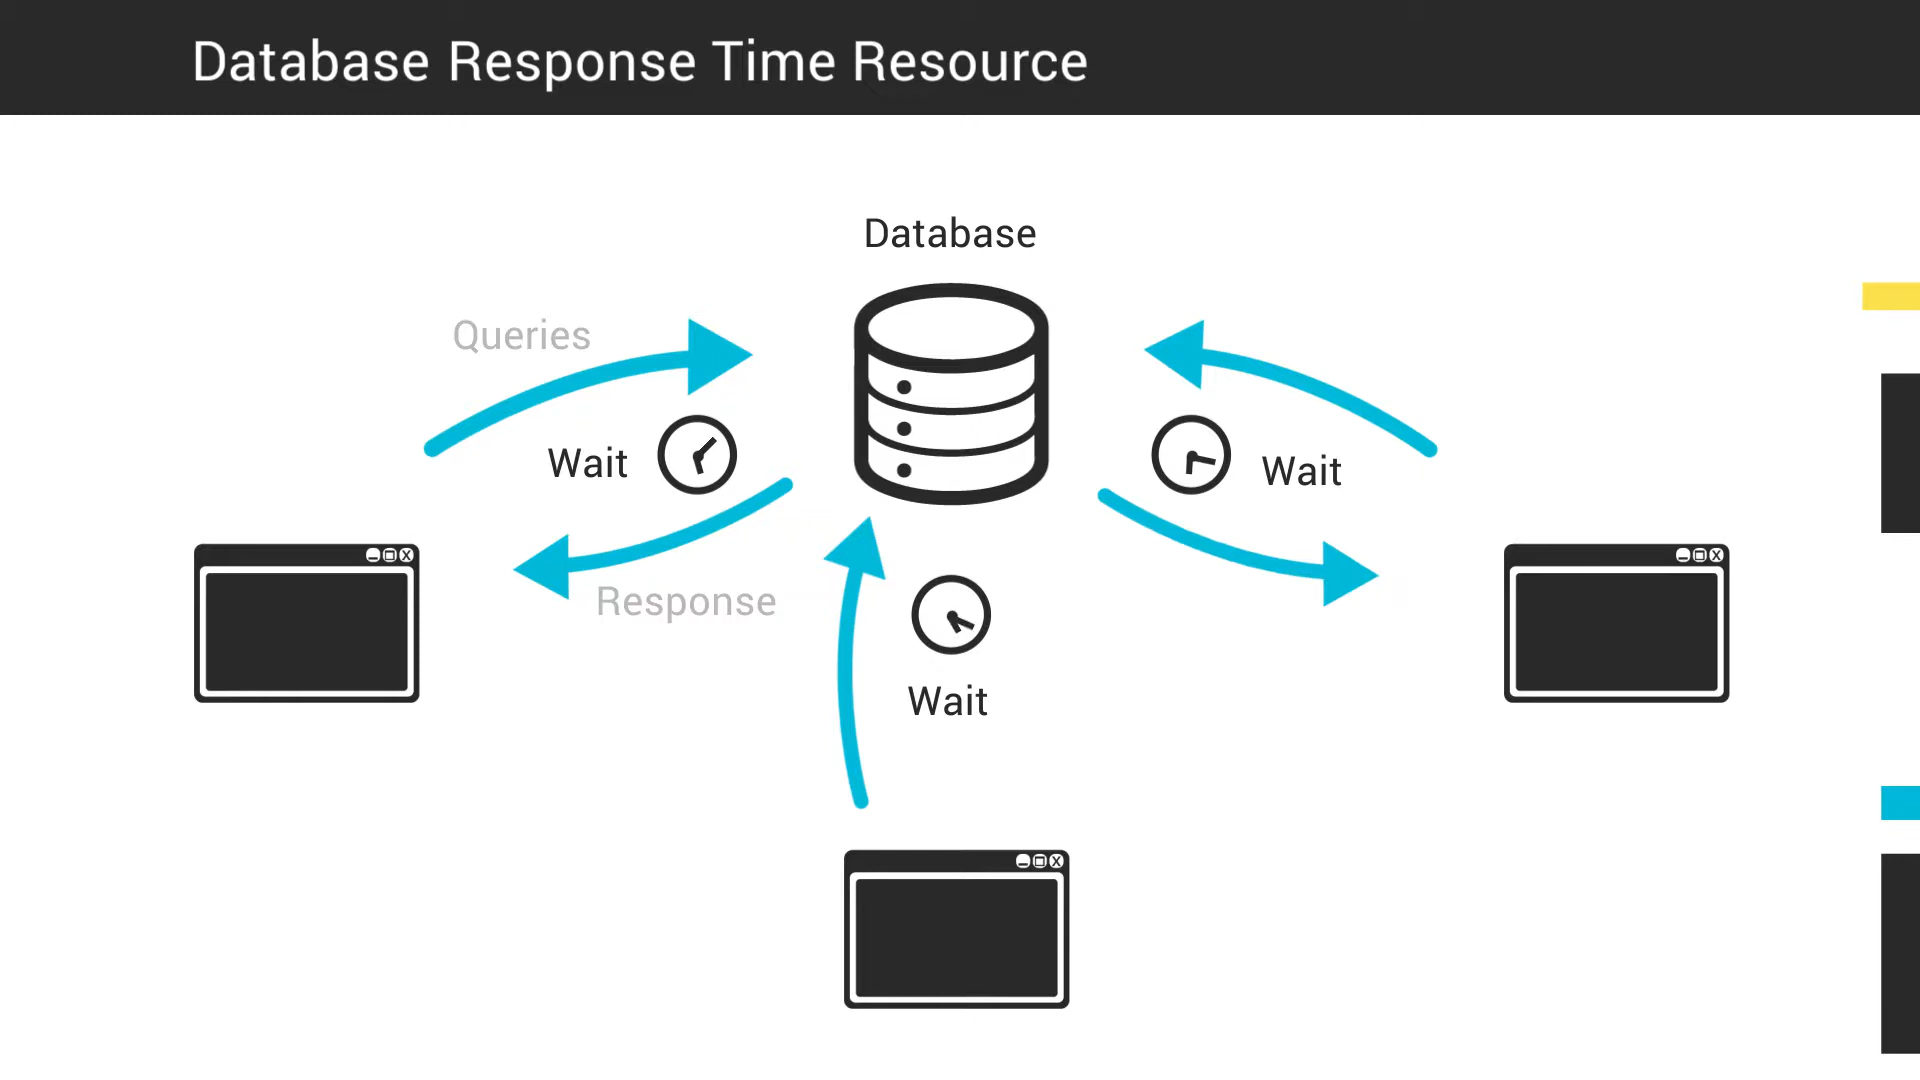 Database Response Time Resource
Database
Queries
Wait
Wait
Response
Wait